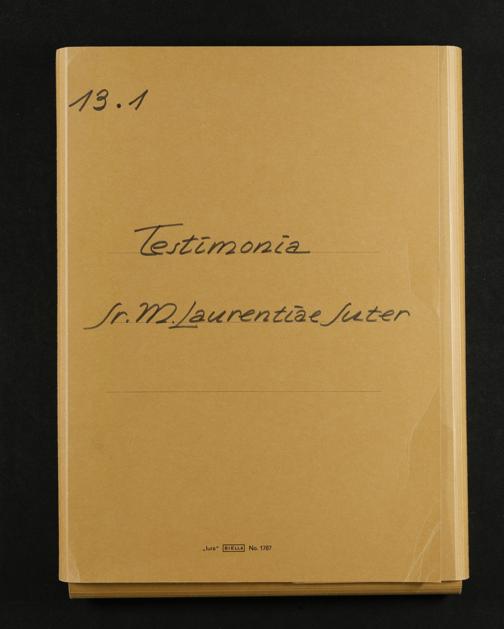 13.1
Testimonia
Sr. M. Laurentiae Suter
„Jura“ BIELLA No. 1787